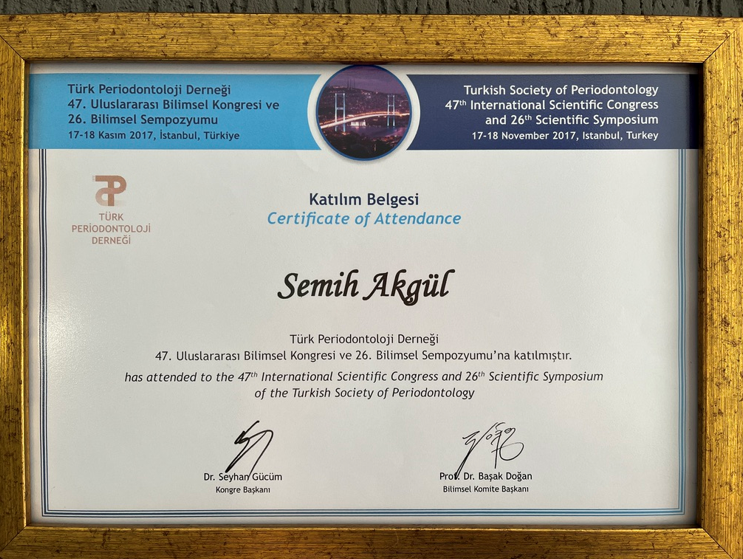 Türk Periodontoloji Derneği
47. Uluslararası Bilimsel Kongresi ve
26. Bilimsel Sempozyumu
17-18 Kasım 2017, İstanbul, Türkiye
Turkish Society of Periodontology
47th International Scientific Congress
and 26th Scientific Symposium
17-18 November 2017, Istanbul, Turkey
TÜRK
PERİODONTOLOJİ
DERNEĞİ
Katılım Belgesi
Certificate of Attendance
Semih Akgül
Türk Periodontoloji Derneği
47. Uluslararası Bilimsel Kongresi ve 26. Bilimsel Sempozyumu'na katılmıştır.
has attended to the 47th International Scientific Congress and 26th Scientific Symposium
of the Turkish Society of Periodontology
Dr. Seyhan Gücüm
Kongre Başkanı
Prof. Dr. Başak Doğan
Bilimsel Komite Başkanı